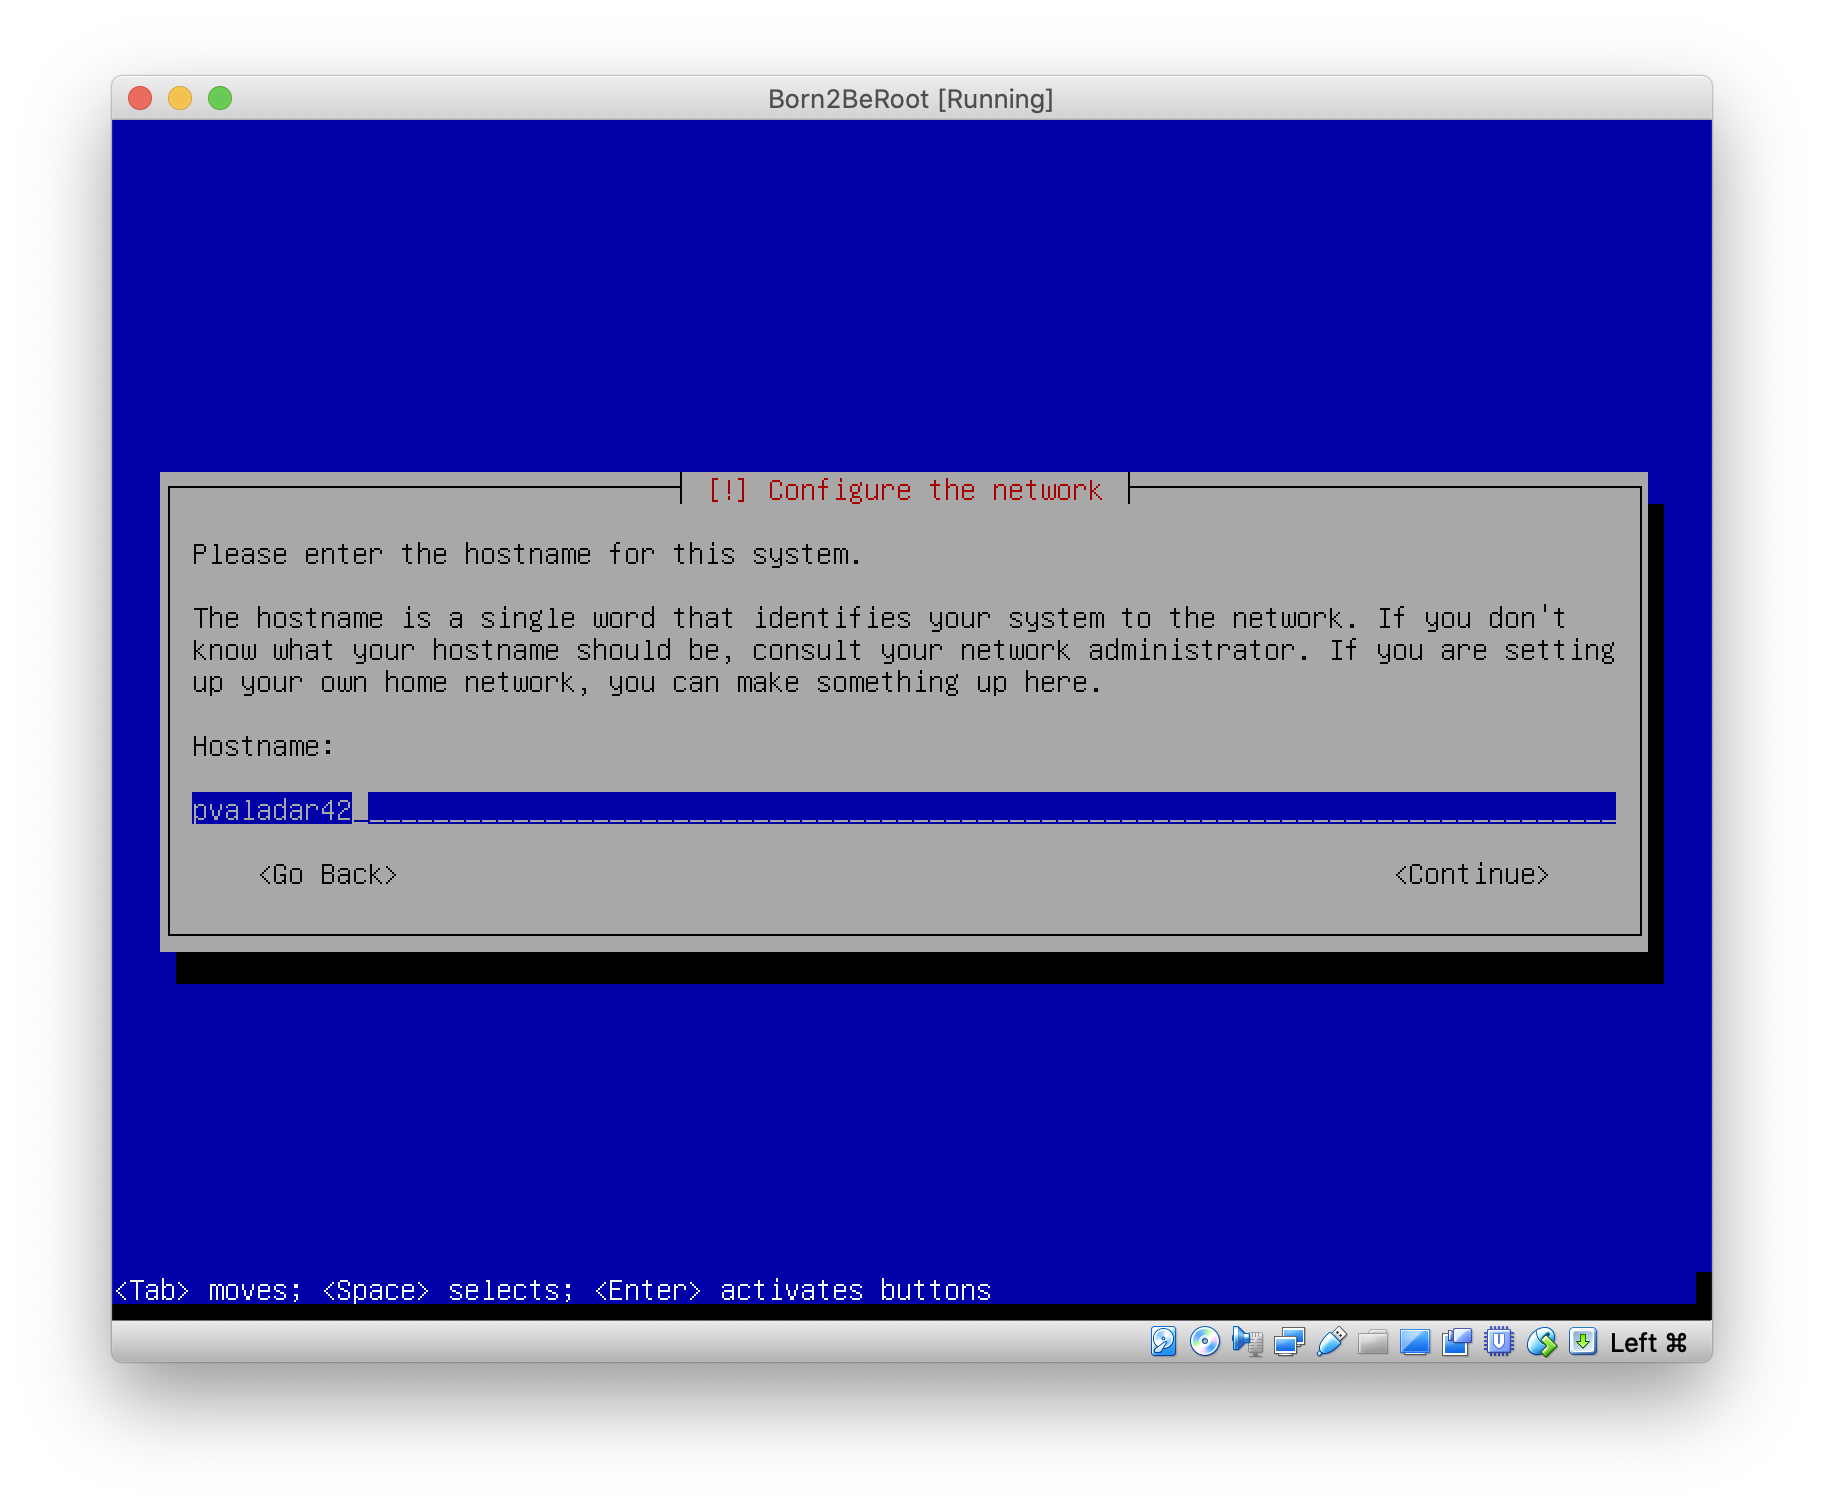 Born2BeRoot [Running]
[!] Configure the network
Please enter the hostname for this system.
The hostname is a single word that identifies your system to the network. If you don't
know what your hostname should be, consult your network administrator. If you are setting
up your own home network, you can make something up here.
Hostname:
pvaladar42
<Go Back> <Continue>
<Tab> moves; <Space> selects; <Enter> activates buttons
Left ⌘